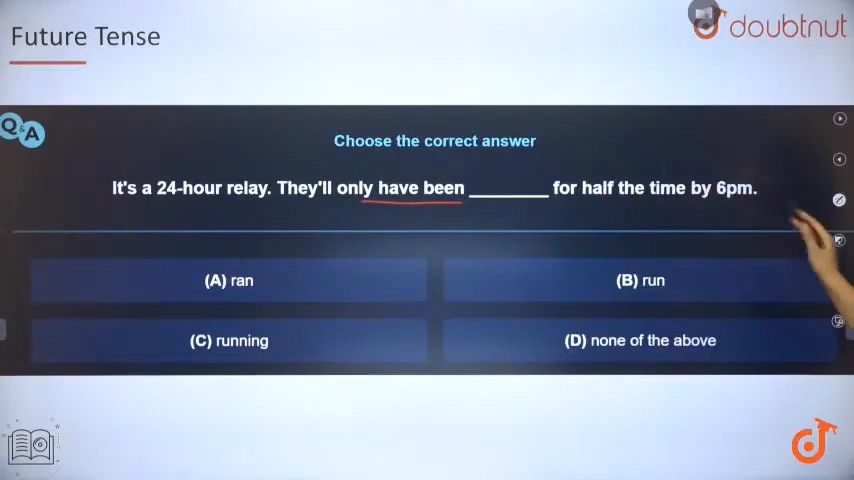 Future Tense
doubtnut
Q&A
Choose the correct answer
It's a 24-hour relay. They'll only have been ________ for half the time by 6pm.
(A) ran
(B) run
(C) running
(D) none of the above